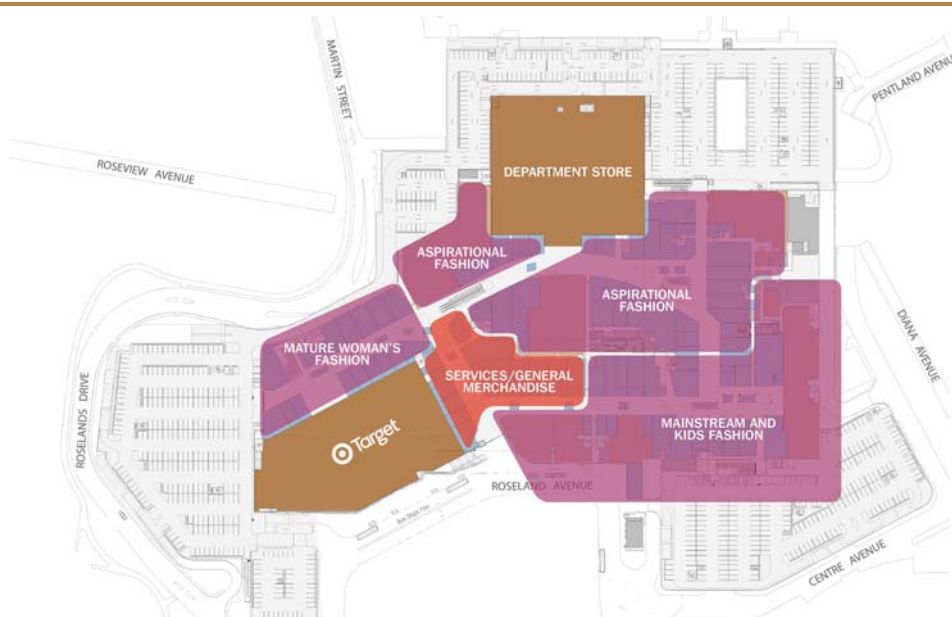 MARTIN STREET
PENTLAND AVENUE
ROSEVIEW AVENUE
DEPARTMENT STORE
ASPIRATIONAL
FASHION
ASPIRATIONAL
FASHION
DIANA AVENUE
MATURE WOMAN'S
FASHION
SERVICES/GENERAL
MERCHANDISE
ROSELANDS DRIVE
Target
MAINSTREAM AND
KIDS FASHION
ROSELAND AVENUE
CENTRE AVENUE